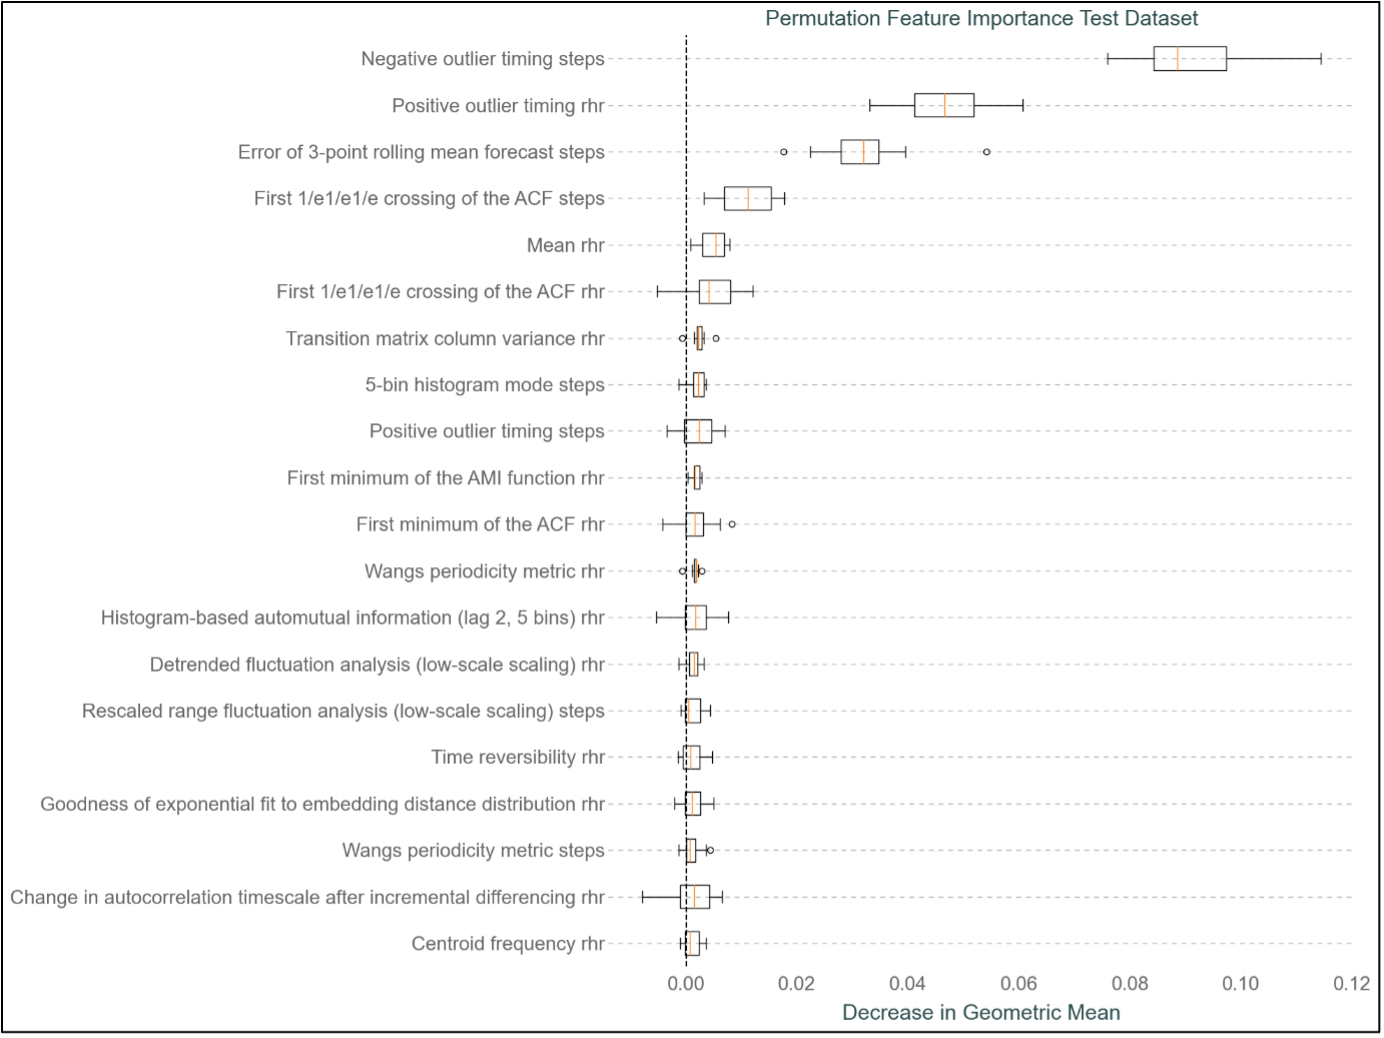 Permutation Feature Importance Test Dataset
Negative outlier timing steps
Positive outlier timing rhr
Error of 3-point rolling mean forecast steps
First 1/e1/e1/e crossing of the ACF steps
Mean rhr
First 1/e1/e1/e crossing of the ACF rhr
Transition matrix column variance rhr
5-bin histogram mode steps
Positive outlier timing steps
First minimum of the AMI function rhr
First minimum of the ACF rhr
Wangs periodicity metric rhr
Histogram-based automutual information (lag 2, 5 bins) rhr
Detrended fluctuation analysis (low-scale scaling) rhr
Rescaled range fluctuation analysis (low-scale scaling) steps
Time reversibility rhr
Goodness of exponential fit to embedding distance distribution rhr
Wangs periodicity metric steps
Change in autocorrelation timescale after incremental differencing rhr
Centroid frequency rhr
0.00 0.02 0.04 0.06 0.08 0.10 0.12
Decrease in Geometric Mean